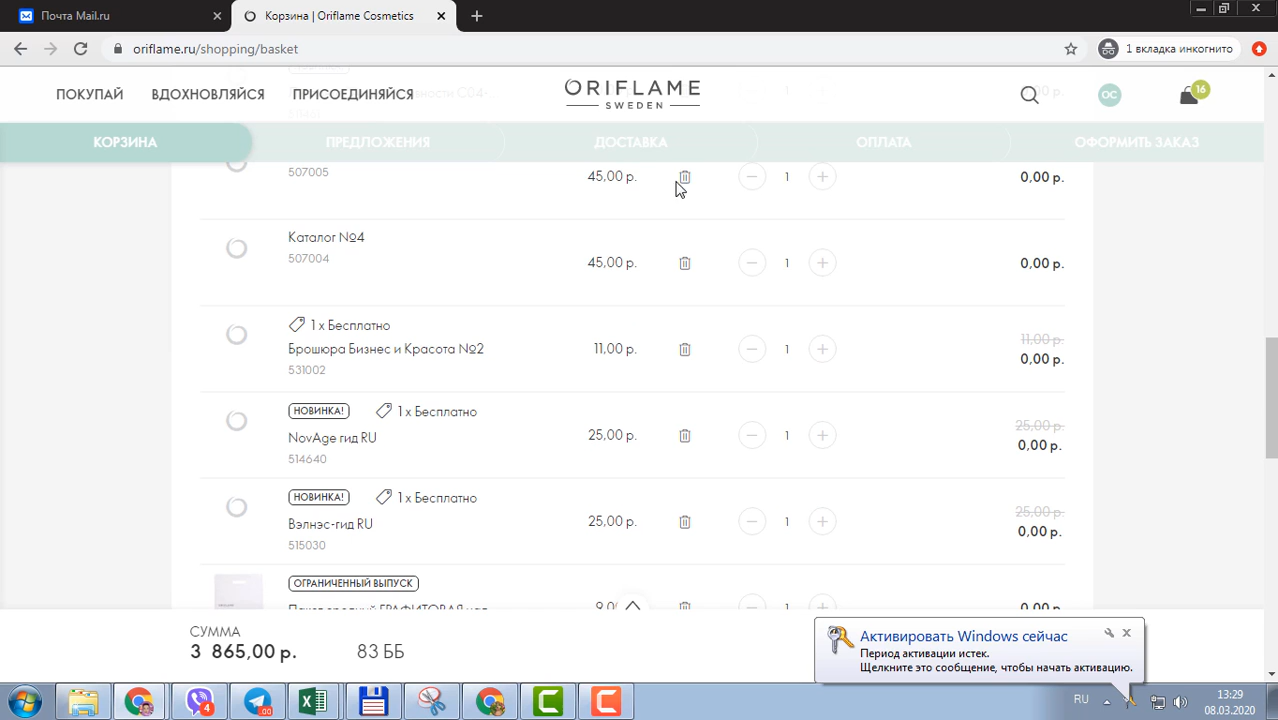 Почта Mail.ru
Корзина | Oriflame Cosmetics
oriflame.ru/shopping/basket
1 вкладка инкогнито
ПОКУПАЙ ВДОХНОВЛЯЙСЯ ПРИСОЕДИНЯЙСЯ
ORIFLAME
SWEDEN
ОС
16
КОРЗИНА ПРЕДЛОЖЕНИЯ ДОСТАВКА ОПЛАТА ОФОРМИТЬ ЗАКАЗ
507005
45,00 р. 1 0,00 р.
Каталог №4
507004
45,00 р. 1 0,00 р.
1 x Бесплатно
Брошюра Бизнес и Красота №2
531002
11,00 р. 1 11,00 р.
0,00 р.
НОВИНКА! 1 x Бесплатно
NovAge гид RU
514640
25,00 р. 1 25,00 р.
0,00 р.
НОВИНКА! 1 x Бесплатно
Вэлнэс-гид RU
515030
25,00 р. 1 25,00 р.
0,00 р.
ОГРАНИЧЕННЫЙ ВЫПУСК
СУММА
3 865,00 р. 83 ББ
Активировать Windows сейчас
Период активации истек.
Щелкните это сообщение, чтобы начать активацию.
4
RU
13:29
08.03.2020